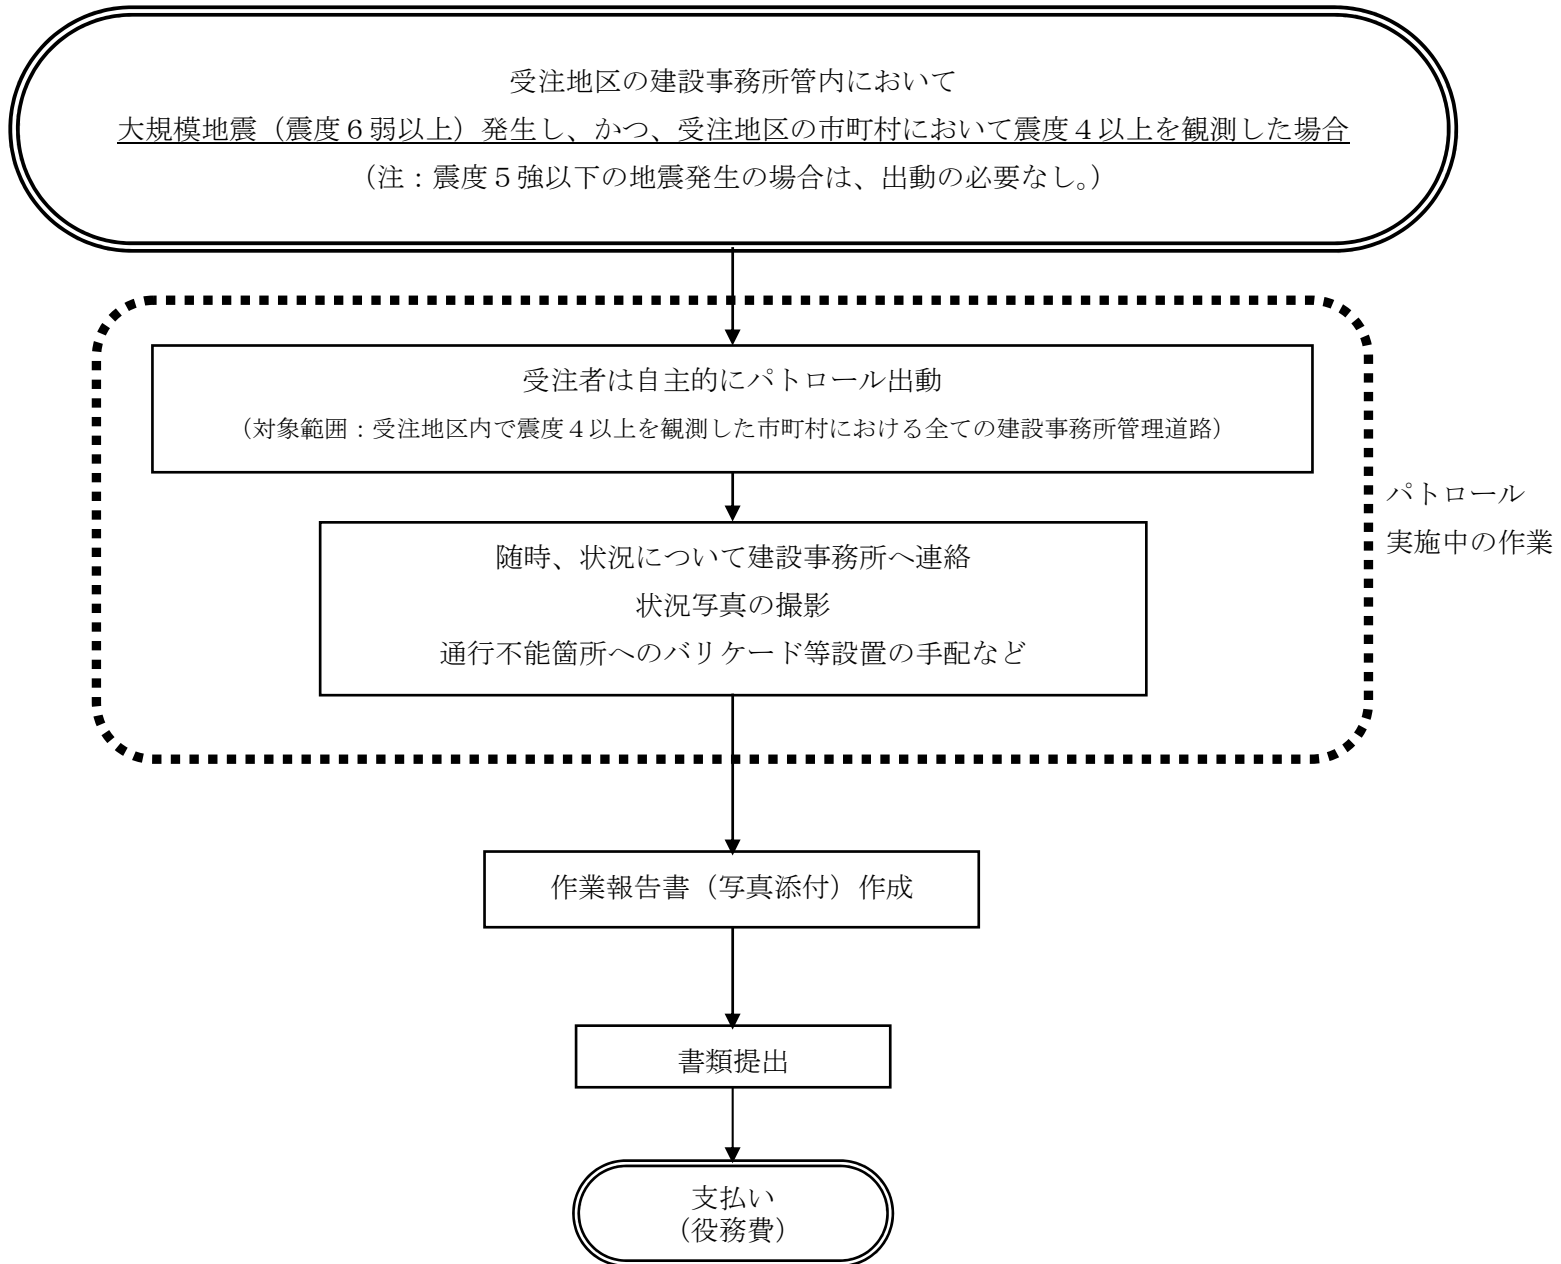 受注地区の建設事務所管内において
大規模地震（震度６弱以上）発生し、かつ、受注地区の市町村において震度４以上を観測した場合
（注：震度５強以下の地震発生の場合は、出動の必要なし。）
受注者は自主的にパトロール出動
（対象範囲：受注地区内で震度４以上を観測した市町村における全ての建設事務所管理道路）
随時、状況について建設事務所へ連絡
状況写真の撮影
通行不能箇所へのバリケード等設置の手配など
パトロール
実施中の作業
作業報告書（写真添付）作成
書類提出
支払い
（役務費）